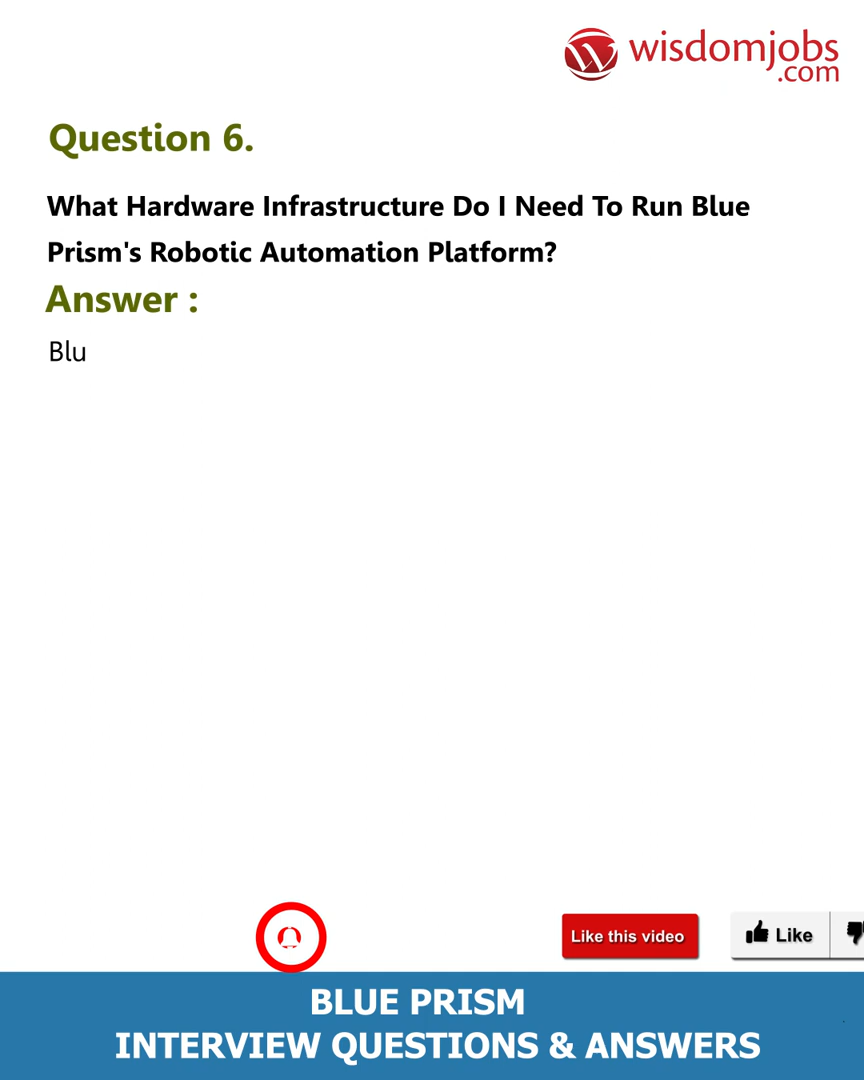 wisdomjobs
.com
Question 6.
What Hardware Infrastructure Do I Need To Run Blue
Prism's Robotic Automation Platform?
Answer :
Blu
Like this video
Like
BLUE PRISM
INTERVIEW QUESTIONS & ANSWERS